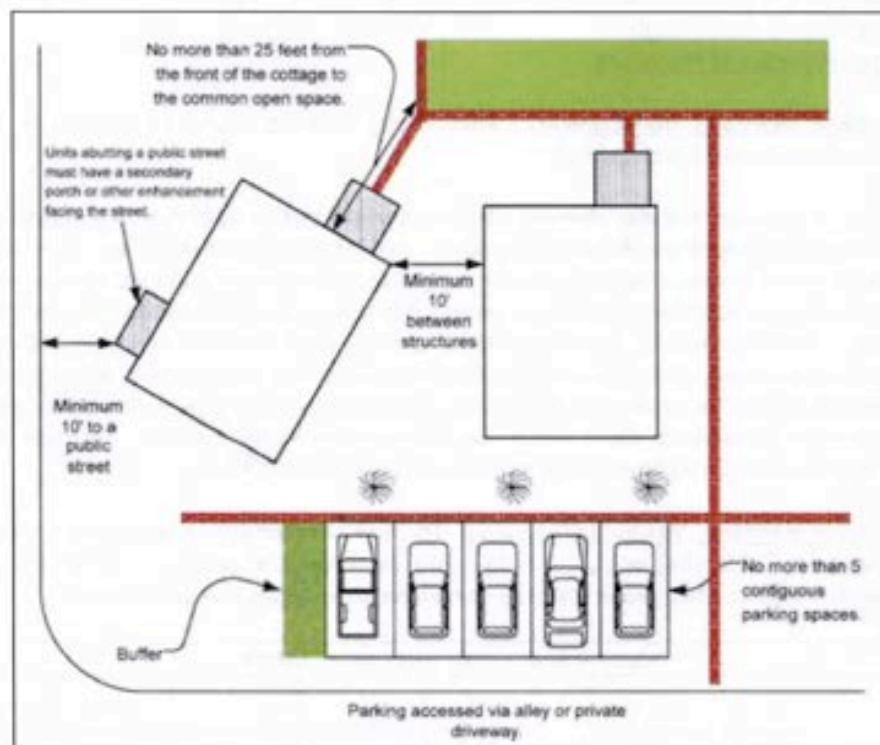 No more than 25 feet from
the front of the cottage to
the common open space.
Units abutting a public street
must have a secondary
porch or other enhancement
facing the street.
Minimum
10'
between
structures
Minimum
10' to a
public
street
No more than 5
contiguous
parking spaces.
Buffer
Parking accessed via alley or private
driveway.